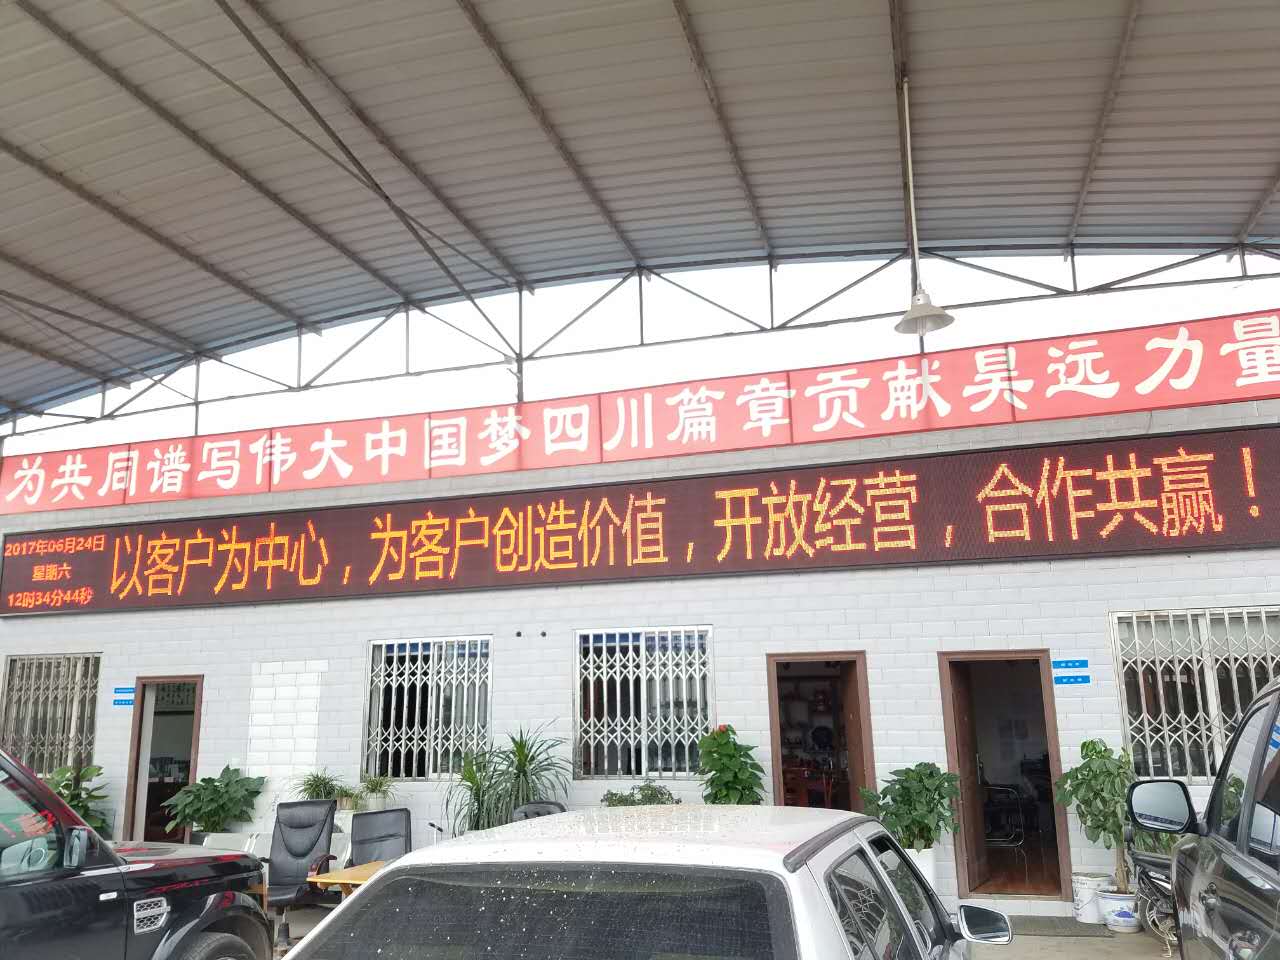 为共同谱写伟大中国梦四川篇章贡献昊远力量
2017年06月24日
星期六
12时34分44秒
以客户为中心，为客户创造价值，开放经营，合作共赢！